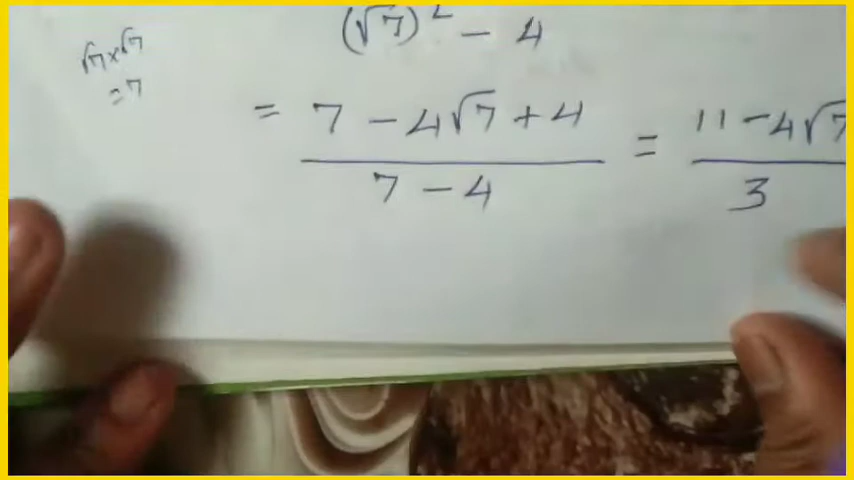 (√7)² - 4
√7×√7
= 7
= 7 - 4√7 + 4 / 7 - 4 = 11 - 4√7 / 3